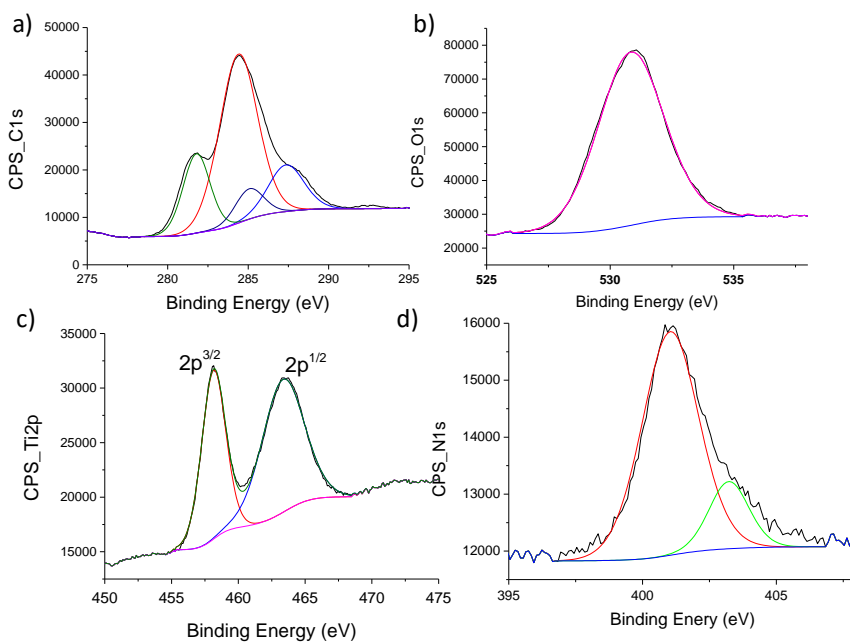 a)
50000
40000
30000
20000
10000
0
CPS_C1s
275 280 285 290 295
Binding Energy (eV)
b)
80000
70000
60000
50000
40000
30000
20000
CPS_O1s
525 530 535
Binding Energy (eV)
c)
35000
30000
25000
20000
15000
CPS_Ti2p
2p3/2 2p1/2
450 455 460 465 470 475
Binding Energy (eV)
d)
16000
15000
14000
13000
12000
CPS_N1s
395 400 405
Binding Enery (eV)